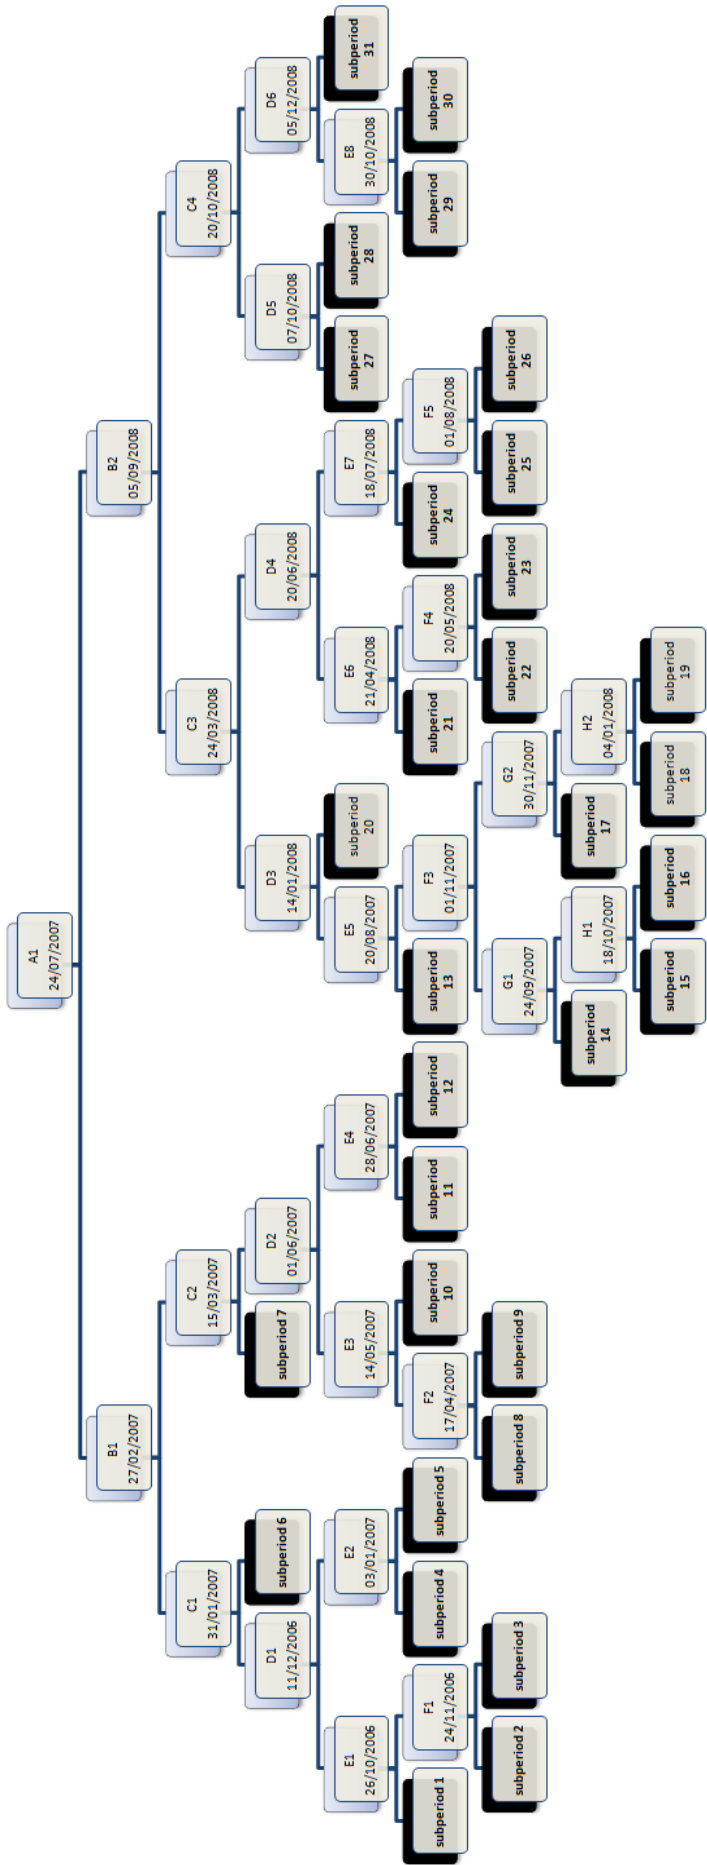 A1
24/07/2007
B1
27/02/2007
B2
05/09/2008
C1
31/01/2007
C2
15/03/2007
C3
24/03/2008
C4
20/10/2008
D1
11/12/2006
subperiod 6
subperiod 7
D2
01/06/2007
D3
14/01/2008
D4
20/06/2008
D5
07/10/2008
D6
05/12/2008
E1
26/10/2006
E2
03/01/2007
E3
14/05/2007
E4
28/06/2007
E5
20/08/2007
subperiod
20
E6
21/04/2008
E7
18/07/2008
subperiod
27
subperiod
28
E8
30/10/2008
subperiod
31
subperiod 1
F1
24/11/2006
subperiod 4
subperiod 5
F2
17/04/2007
subperiod
10
subperiod
11
subperiod
12
subperiod
13
F3
01/11/2007
subperiod
21
F4
20/05/2008
subperiod
24
F5
01/08/2008
subperiod
29
subperiod
30
subperiod 2
subperiod 3
subperiod 8
subperiod 9
G1
24/09/2007
G2
30/11/2007
subperiod
22
subperiod
23
subperiod
25
subperiod
26
subperiod
14
H1
18/10/2007
subperiod
17
H2
04/01/2008
subperiod
15
subperiod
16
subperiod
18
subperiod
19